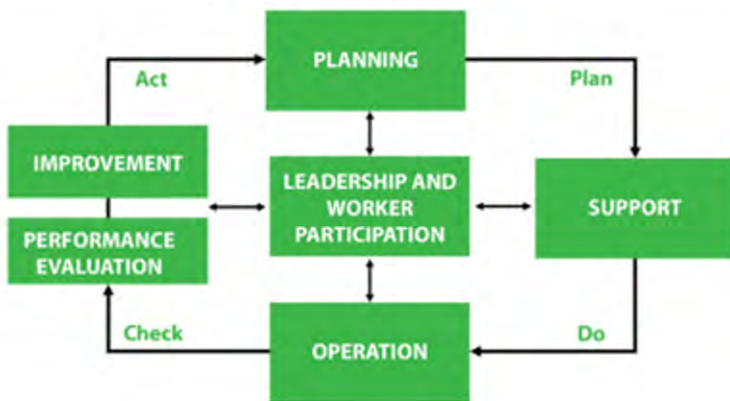 PLANNING
Act
Plan
IMPROVEMENT
LEADERSHIP AND
WORKER
PARTICIPATION
SUPPORT
PERFORMANCE
EVALUATION
Check
OPERATION
Do